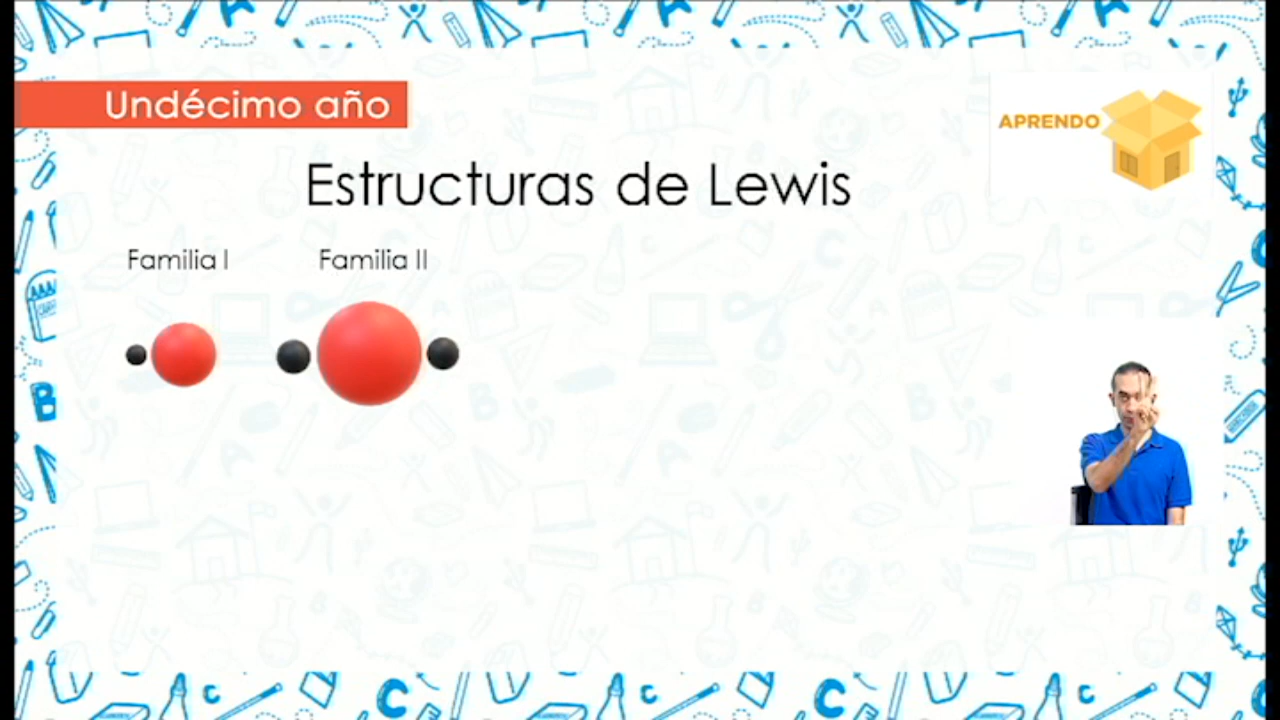 Undécimo año
APRENDO
Estructuras de Lewis
Familia I
Familia II